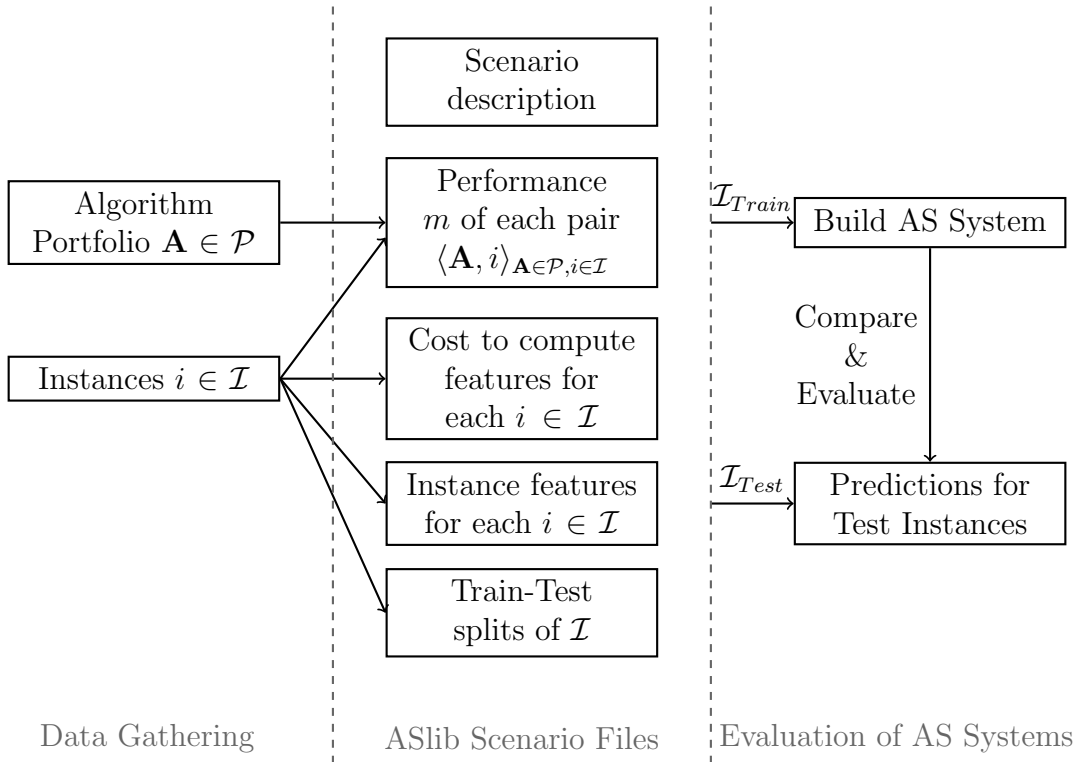 Scenario
description
Algorithm
Portfolio 𝐀 ∈ 𝒫
Performance
m of each pair
⟨𝐀, i⟩𝐀∈𝒫,i∈ℐ
ℐTrain
Build AS System
Instances i ∈ ℐ
Cost to compute
features for
each i ∈ ℐ
Compare
&
Evaluate
Instance features
for each i ∈ ℐ
ℐTest
Predictions for
Test Instances
Train-Test
splits of ℐ
Data Gathering
ASlib Scenario Files
Evaluation of AS Systems